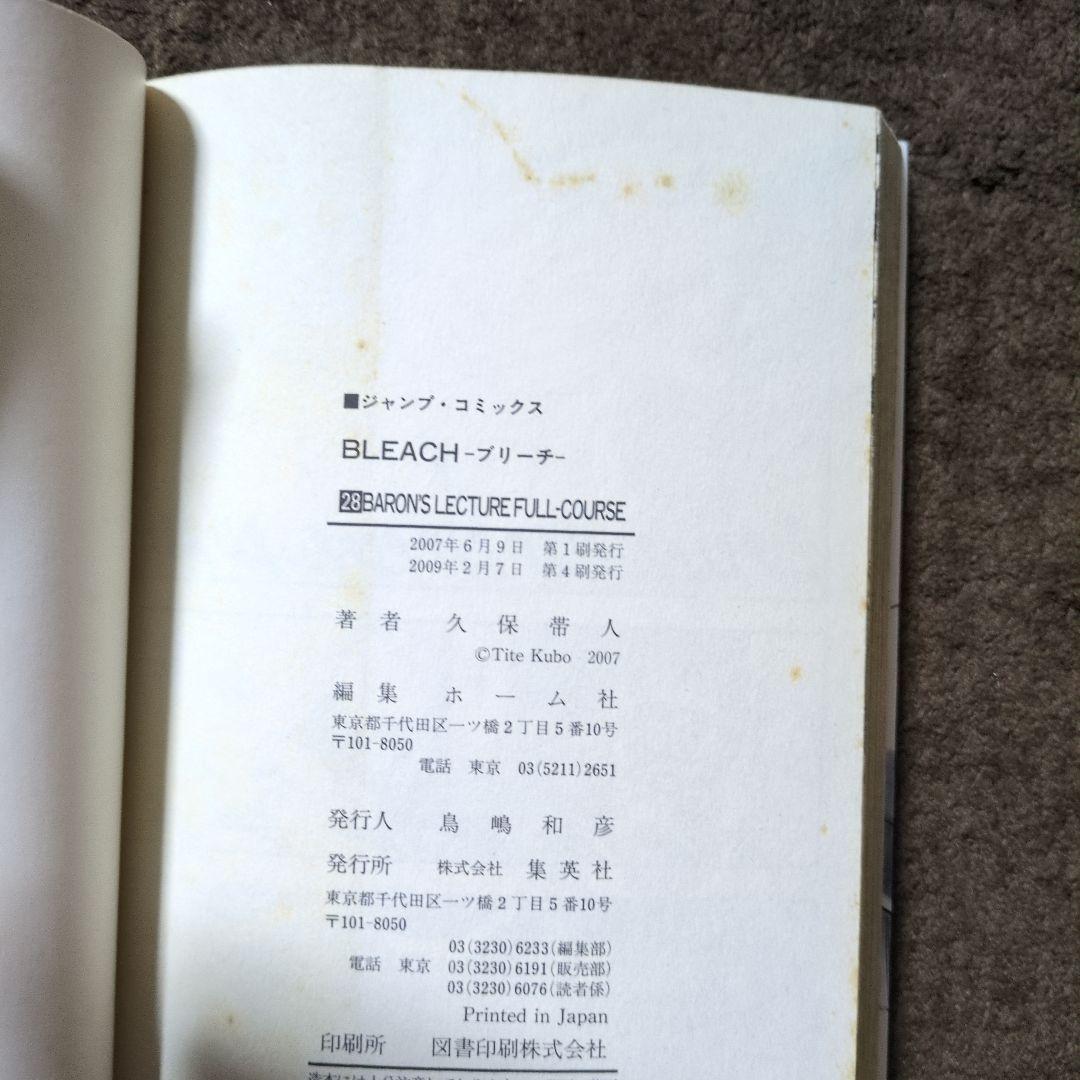 ■ジャンプ・コミックス
BLEACH-ブリーチ-
28BARON'S LECTURE FULL-COURSE
2007年6月9日 第1刷発行
2009年2月7日 第4刷発行
著者 久保帯人
©Tite Kubo 2007
編集 ホーム社
東京都千代田区一ツ橋2丁目5番10号
〒101-8050
電話 東京 03(5211)2651
発行人 鳥嶋和彦
発行所 株式会社 集英社
東京都千代田区一ツ橋2丁目5番10号
〒101-8050
03(3230)6233(編集部)
電話 東京 03(3230)6191(販売部)
03(3230)6076(読者係)
Printed in Japan
印刷所 図書印刷株式会社